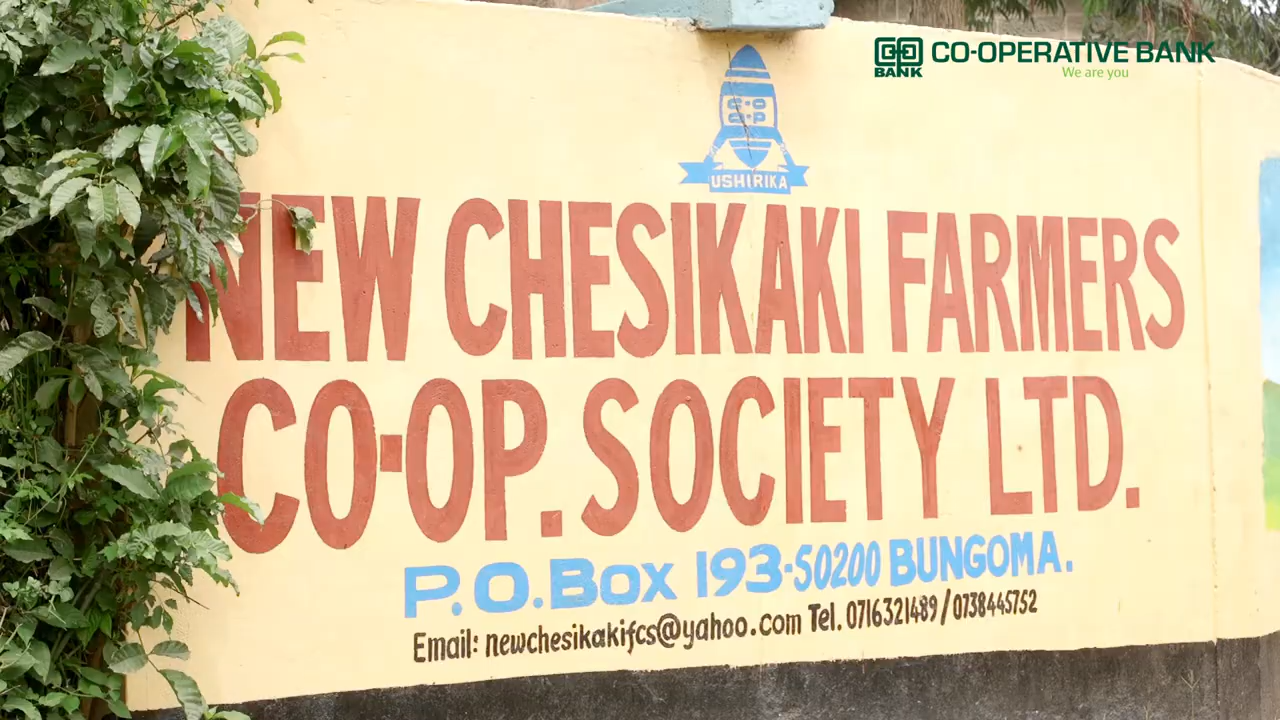 BANK
CO-OPERATIVE BANK
We are you
CO
OP
USHIRIKA
NEW CHESIKAKI FARMERS
CO-OP. SOCIETY LTD.
P.O.Box 193-50200 BUNGOMA.
Email: newchesikakifcs@yahoo.com Tel. 0716321489/0738445752